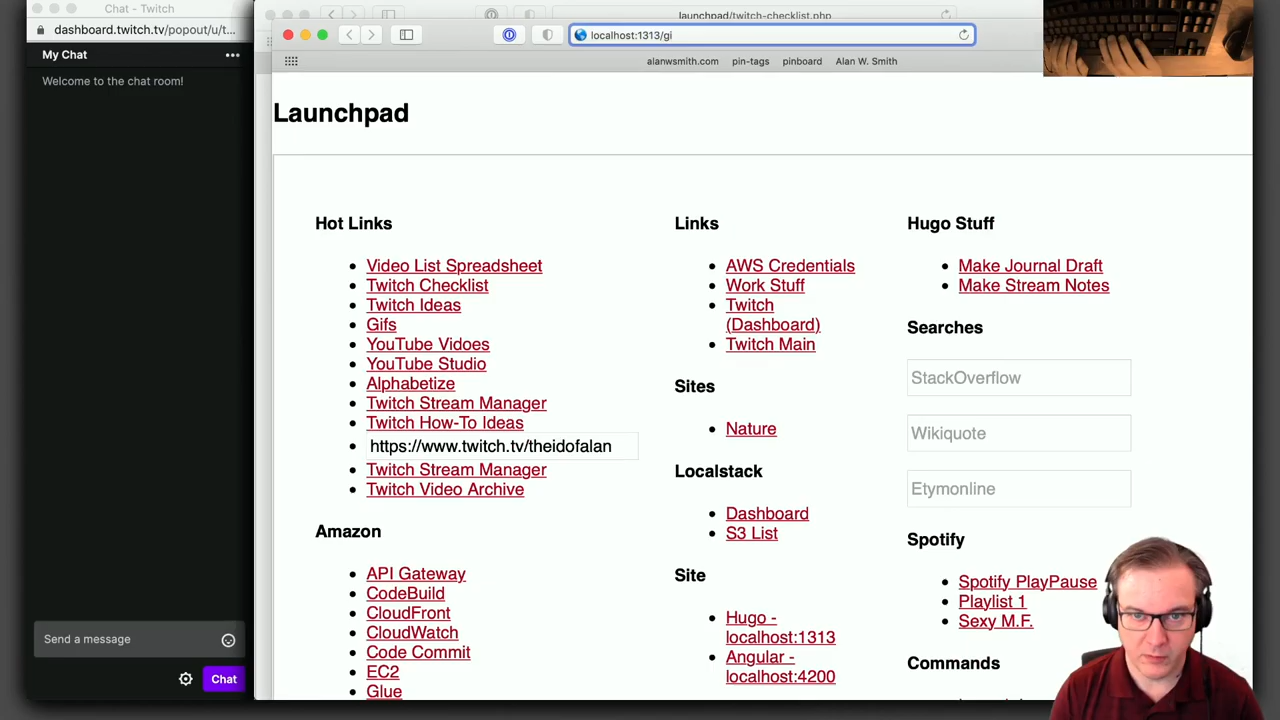 Chat - Twitch
dashboard.twitch.tv/popout/u/t...
My Chat
Welcome to the chat room!
Send a message
Chat
launchpad/twitch-checklist.php
localhost:1313/gi
alanwsmith.com pin-tags pinboard Alan W. Smith
Launchpad
Hot Links
Video List Spreadsheet
Twitch Checklist
Twitch Ideas
Gifs
YouTube Vidoes
YouTube Studio
Alphabetize
Twitch Stream Manager
Twitch How-To Ideas
https://www.twitch.tv/theidofalan
Twitch Stream Manager
Twitch Video Archive
Amazon
API Gateway
CodeBuild
CloudFront
CloudWatch
Code Commit
EC2
Glue
Links
AWS Credentials
Work Stuff
Twitch
(Dashboard)
Twitch Main
Sites
Nature
Localstack
Dashboard
S3 List
Site
Hugo -
localhost:1313
Angular -
localhost:4200
Hugo Stuff
Make Journal Draft
Make Stream Notes
Searches
StackOverflow
Wikiquote
Etymonline
Spotify
Spotify PlayPause
Playlist 1
Sexy M.F.
Commands